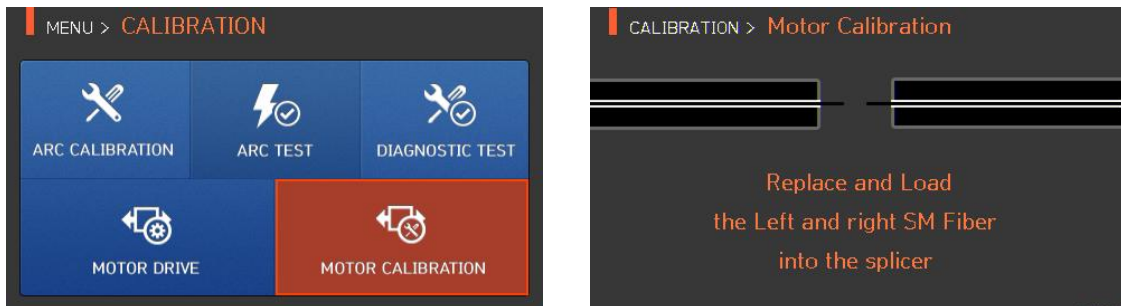 MENU > CALIBRATION
ARC CALIBRATION
ARC TEST
DIAGNOSTIC TEST
MOTOR DRIVE
MOTOR CALIBRATION
CALIBRATION > Motor Calibration
Replace and Load
the Left and right SM Fiber
into the splicer